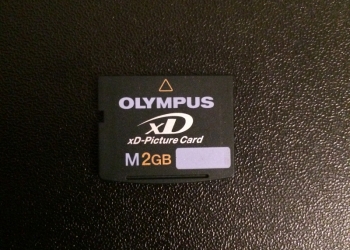 OLYMPUS
xD
xD-Picture Card
M 2GB